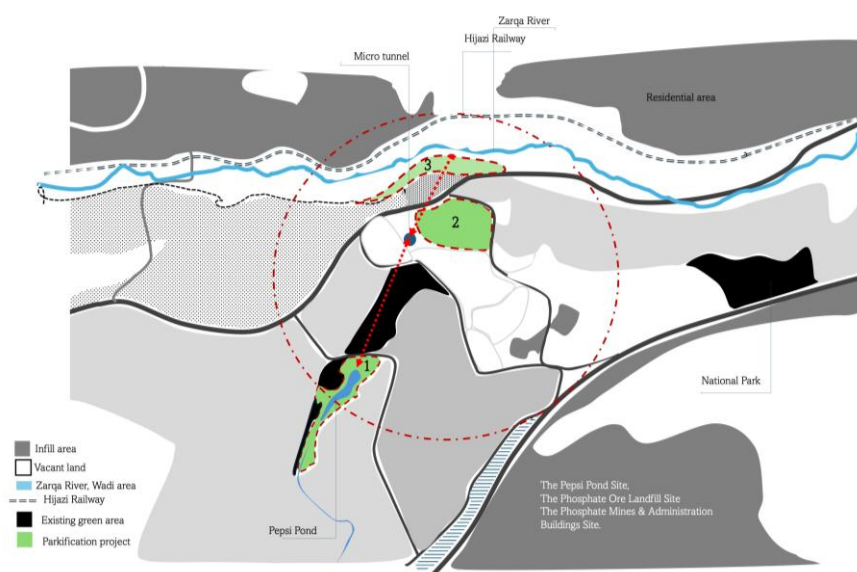 Zarqa River
Hijazi Railway
Micro tunnel
Residential area
3
2
1
National Park
Infill area
Vacant land
Zarqa River, Wadi area
Hijazi Railway
Existing green area
Parkification project
Pepsi Pond
The Pepsi Pond Site,
The Phosphate Ore Landfill Site
The Phosphate Mines & Administration
Buildings Site.